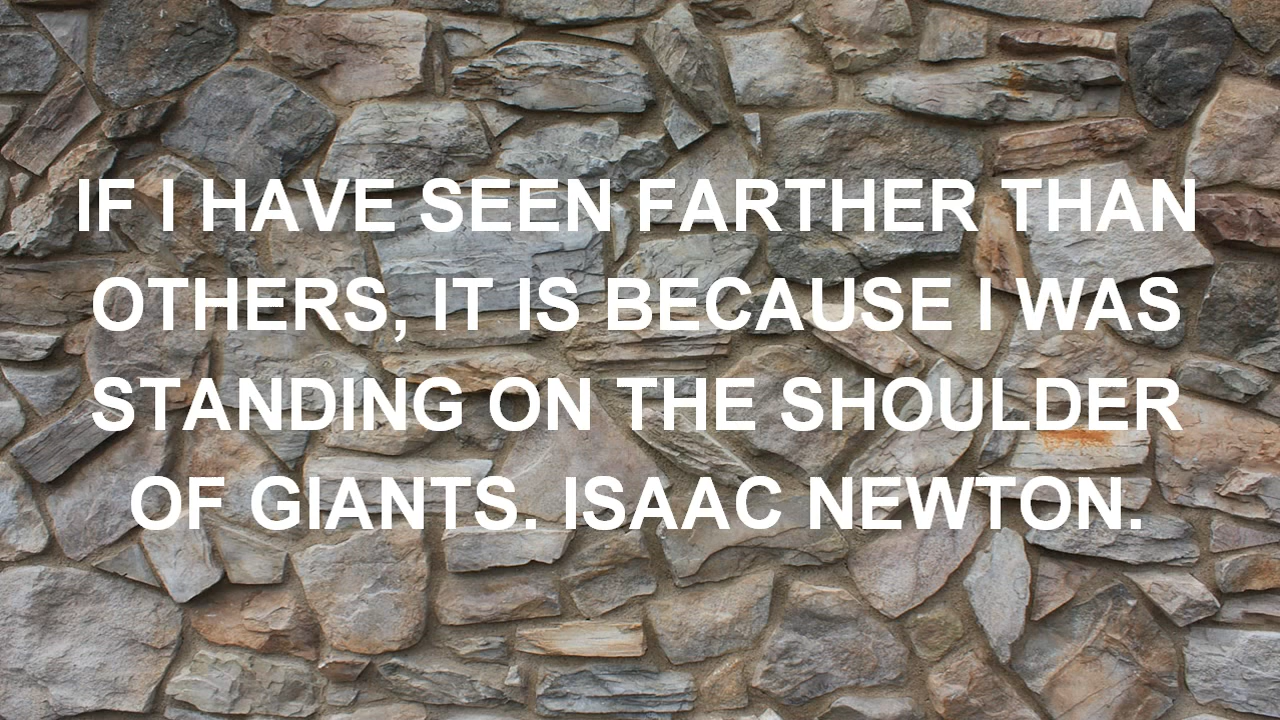 IF I HAVE SEEN FARTHER THAN
OTHERS, IT IS BECAUSE I WAS
STANDING ON THE SHOULDER
OF GIANTS. ISAAC NEWTON.